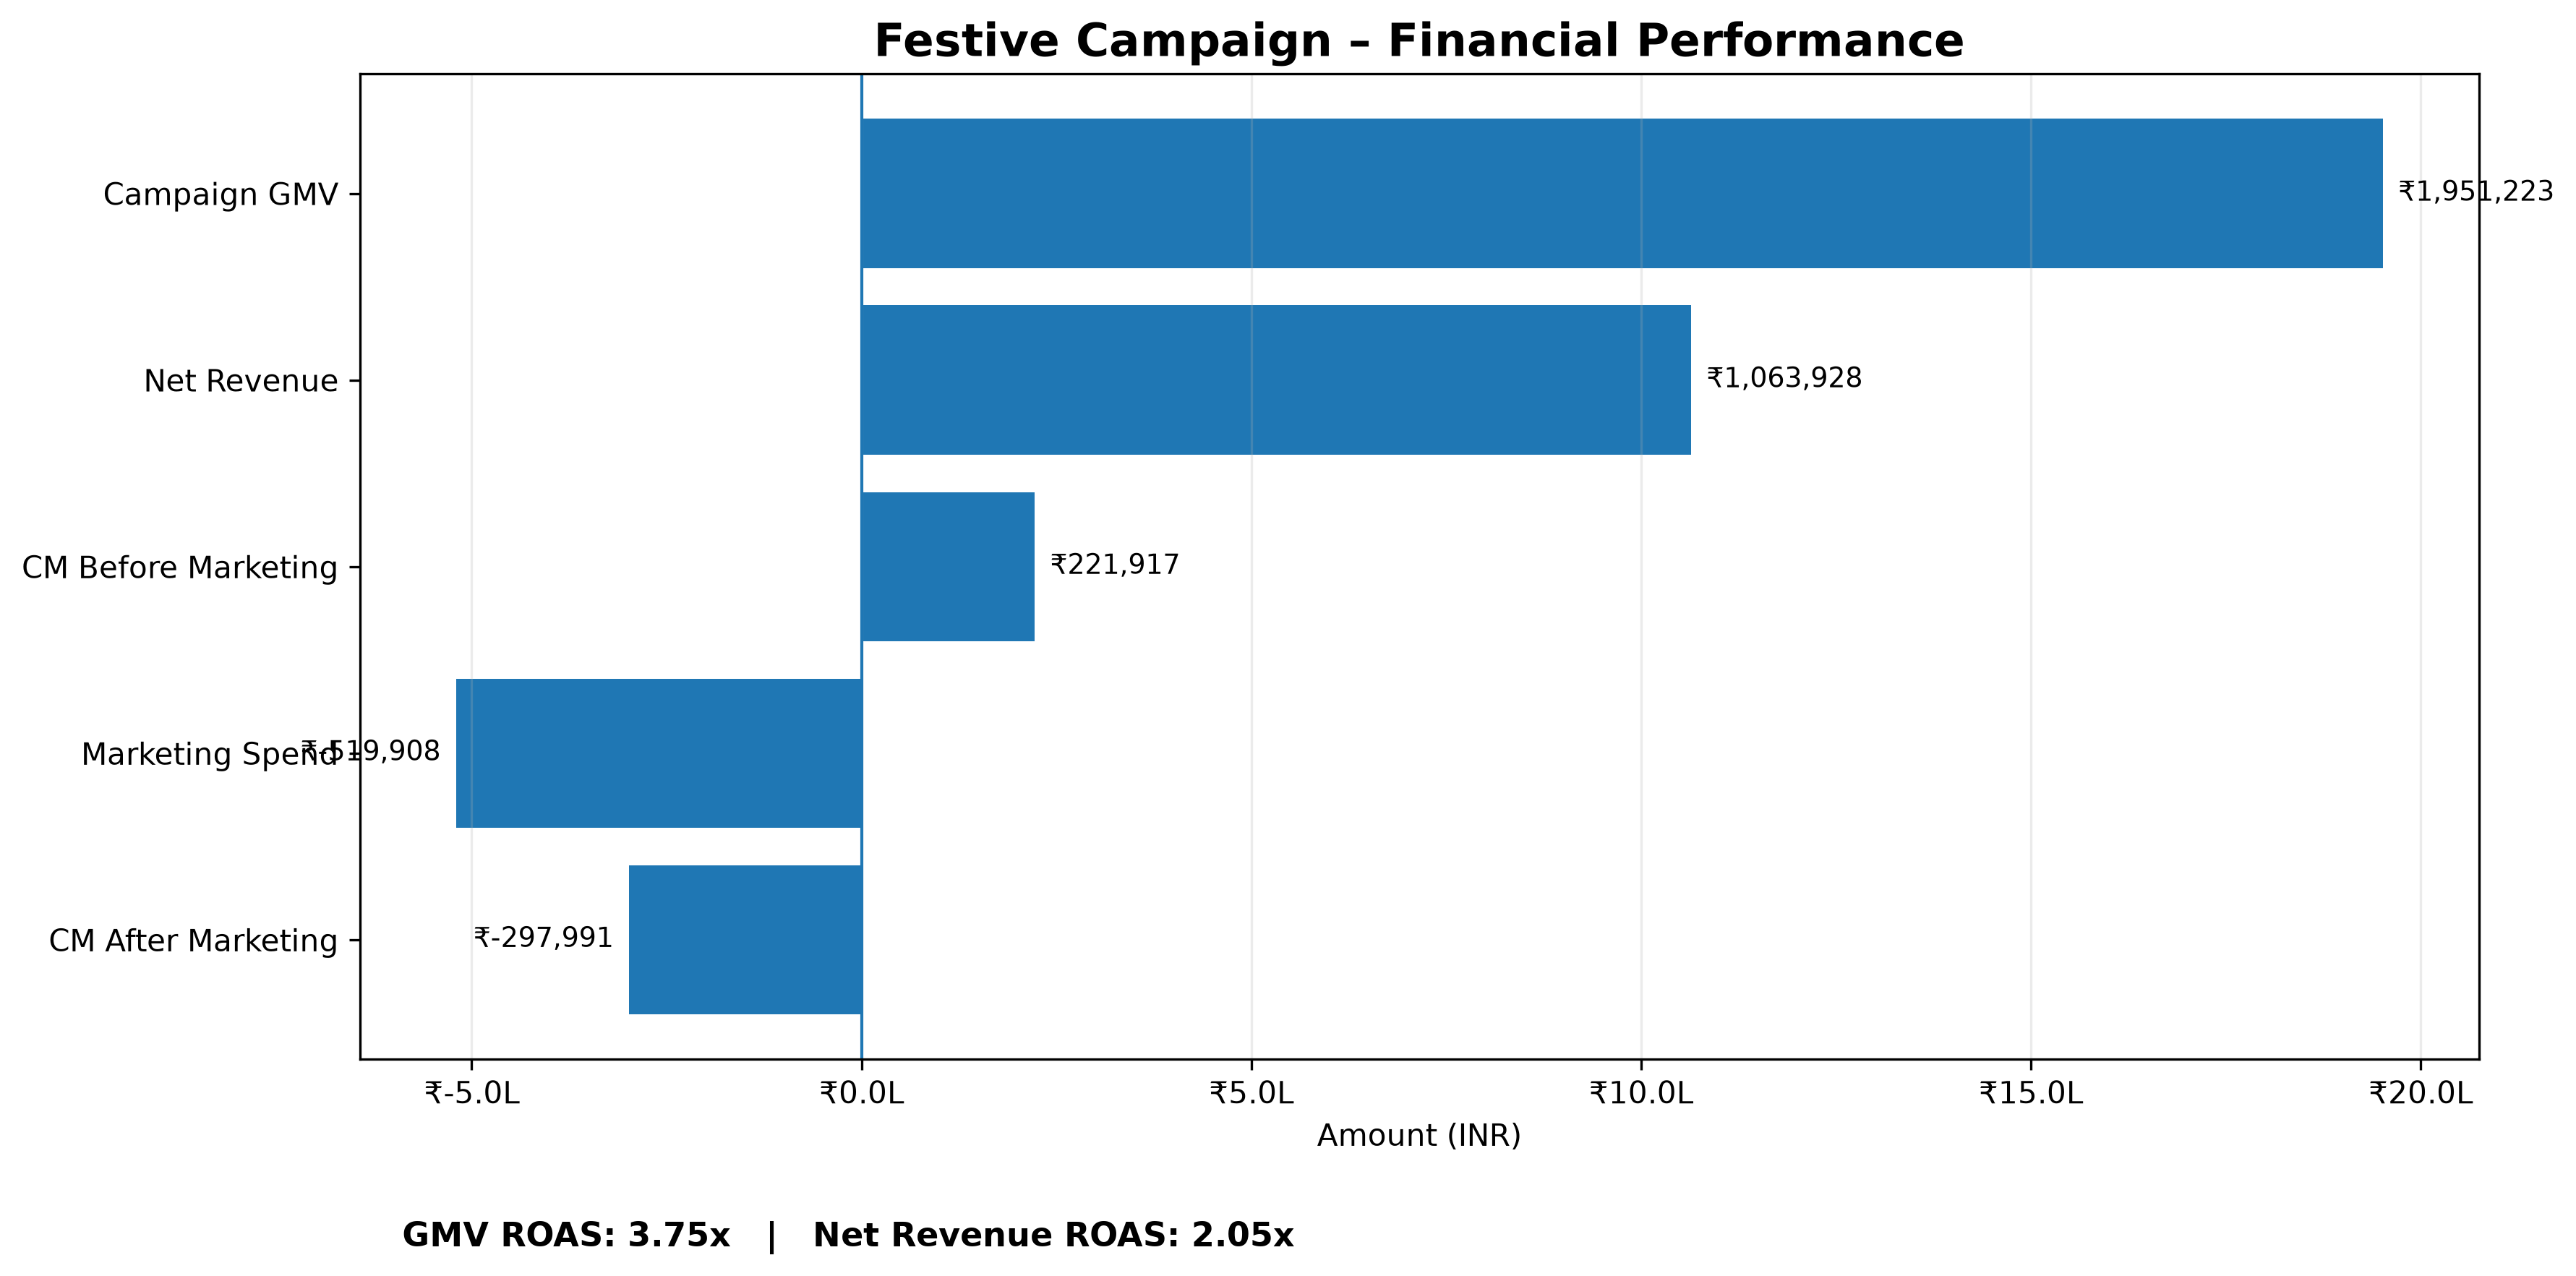 Festive Campaign – Financial Performance
Campaign GMV ₹1,951,223
Net Revenue ₹1,063,928
CM Before Marketing ₹221,917
Marketing Spend ₹-519,908
CM After Marketing ₹-297,991
₹-5.0L ₹0.0L ₹5.0L ₹10.0L ₹15.0L ₹20.0L
Amount (INR)
GMV ROAS: 3.75x | Net Revenue ROAS: 2.05x